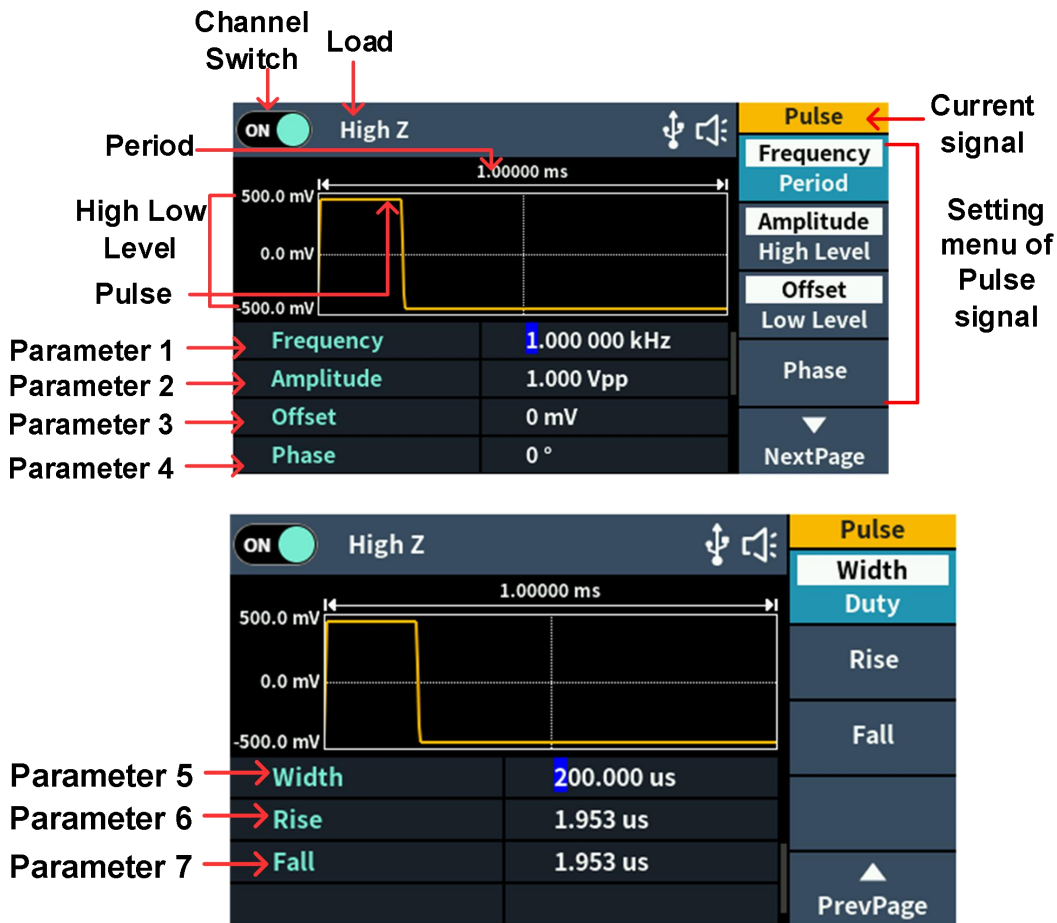 Channel
Switch
Load
Period
High Low
Level
Pulse
Parameter 1
Parameter 2
Parameter 3
Parameter 4
ON
High Z
1.00000 ms
500.0 mV
0.0 mV
-500.0 mV
Frequency 1.000 000 kHz
Amplitude 1.000 Vpp
Offset 0 mV
Phase 0 °
Pulse
Frequency
Period
Amplitude
High Level
Offset
Low Level
Phase
NextPage
Current
signal
Setting
menu of
Pulse
signal
Parameter 5
Parameter 6
Parameter 7
ON
High Z
1.00000 ms
500.0 mV
0.0 mV
-500.0 mV
Width 200.000 us
Rise 1.953 us
Fall 1.953 us
Pulse
Width
Duty
Rise
Fall
PrevPage